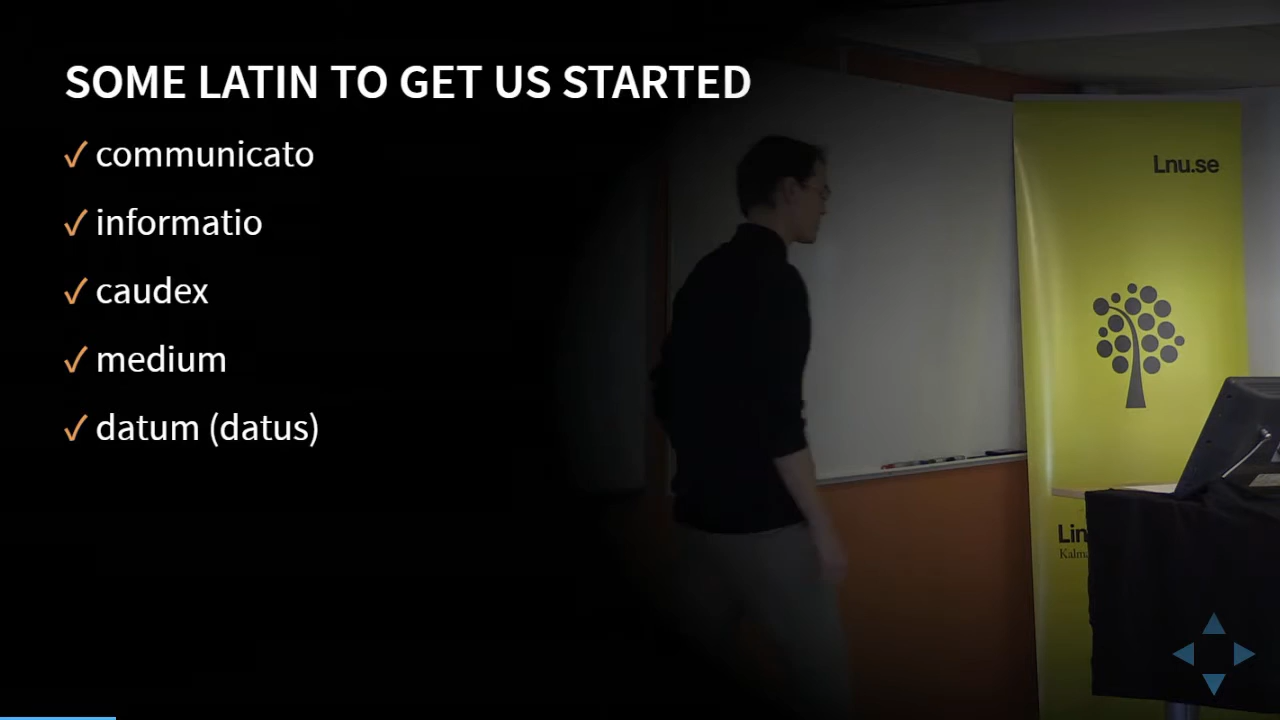 SOME LATIN TO GET US STARTED
✓ communicato
✓ informatio
✓ caudex
✓ medium
✓ datum (datus)
Lnu.se
Lin
Kalma